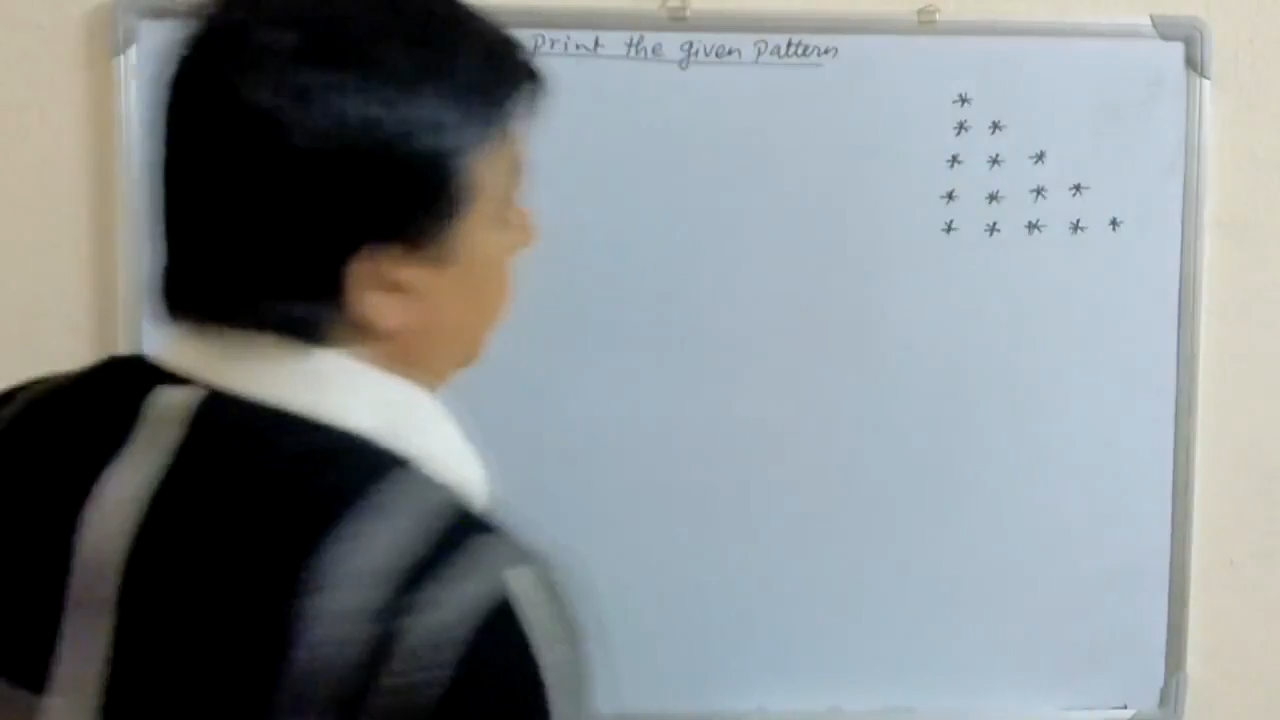 print the given pattern
*
* *
* * *
* * * *
* * * * *